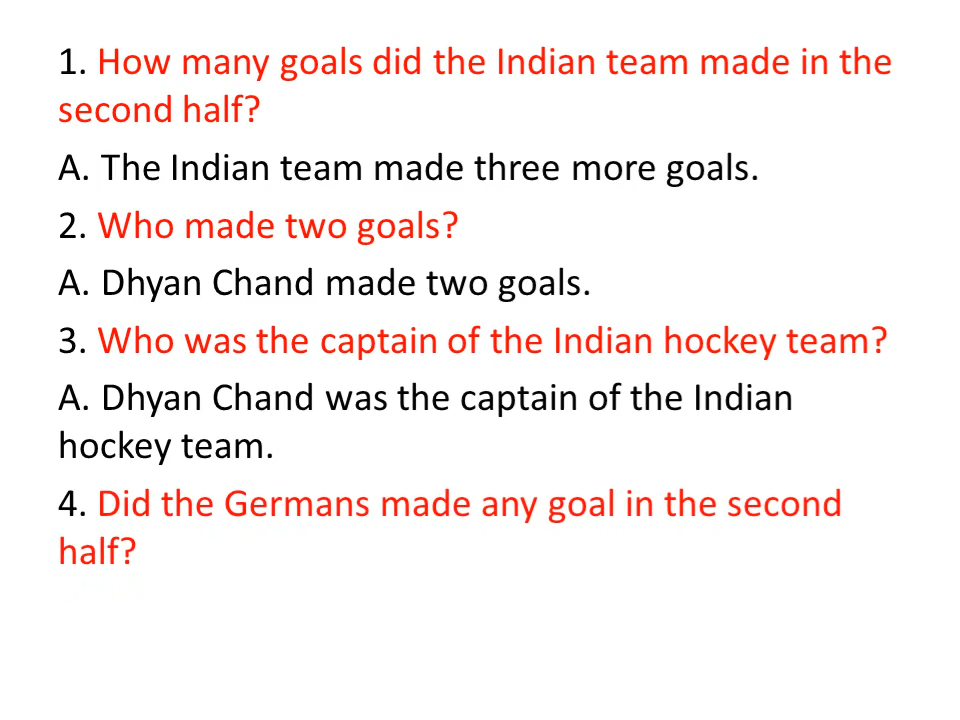 1. How many goals did the Indian team made in the
second half?
A. The Indian team made three more goals.
2. Who made two goals?
A. Dhyan Chand made two goals.
3. Who was the captain of the Indian hockey team?
A. Dhyan Chand was the captain of the Indian
hockey team.
4. Did the Germans made any goal in the second
half?